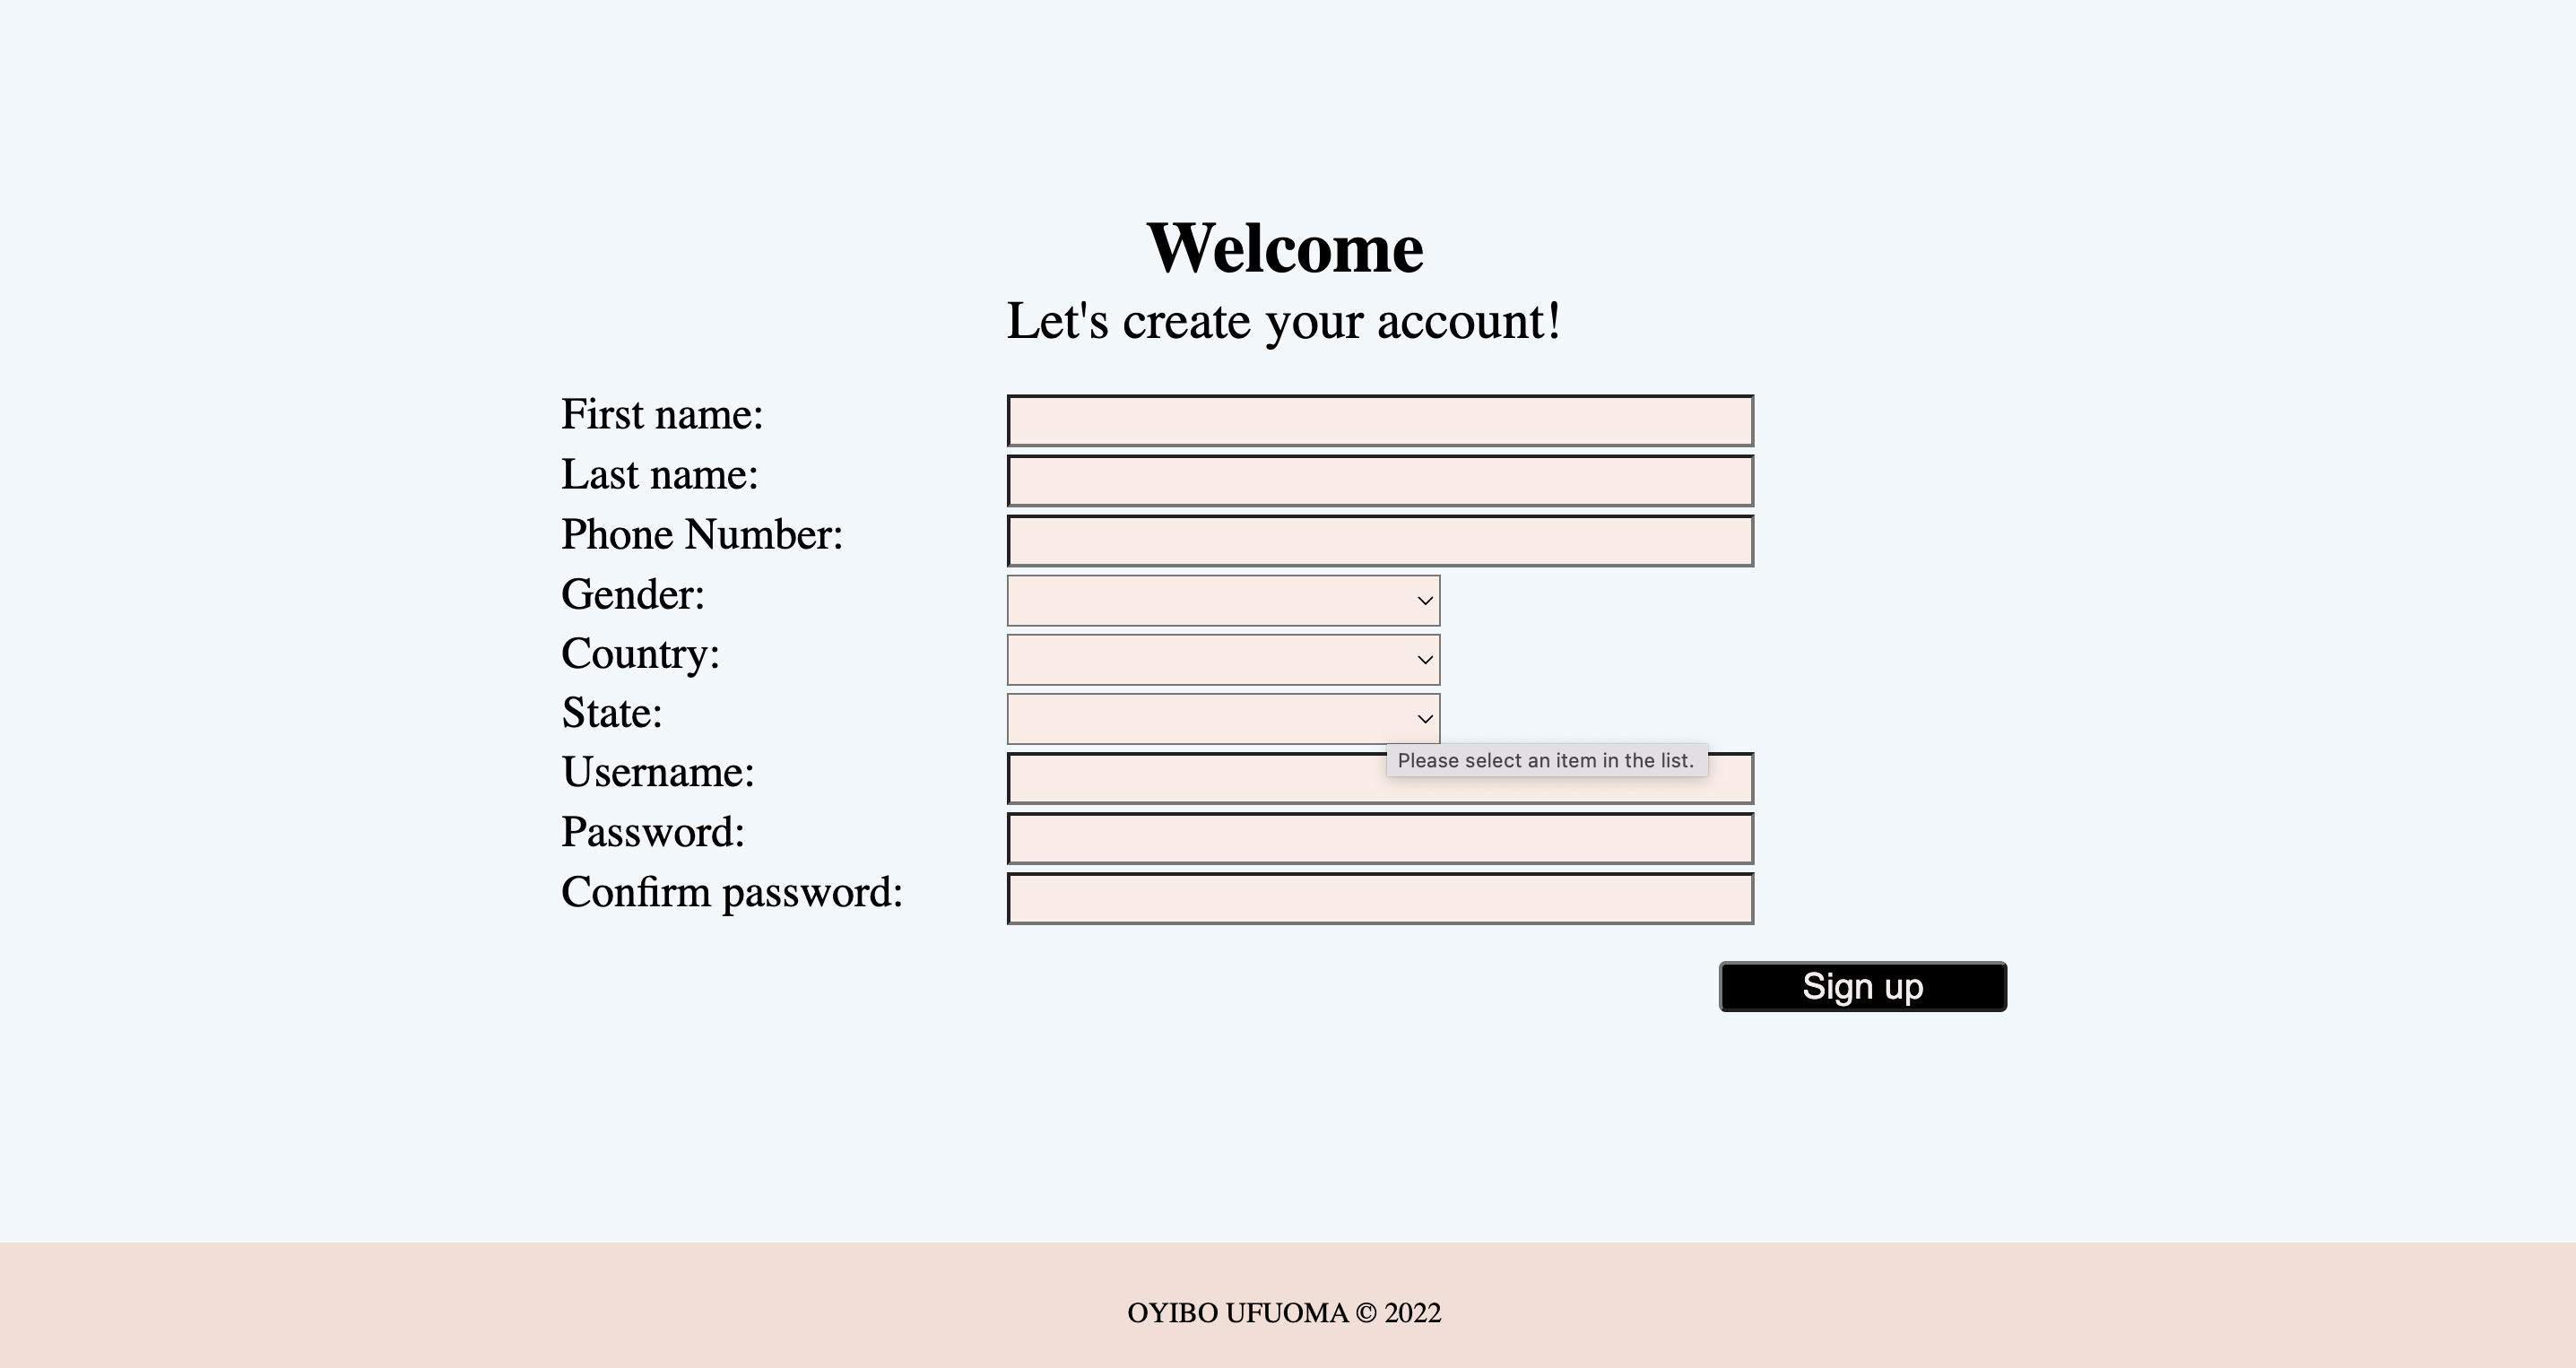 Welcome
Let's create your account!
First name:
Last name:
Phone Number:
Gender:
Country:
State:
Please select an item in the list.
Username:
Password:
Confirm password:
Sign up
OYIBO UFUOMA © 2022